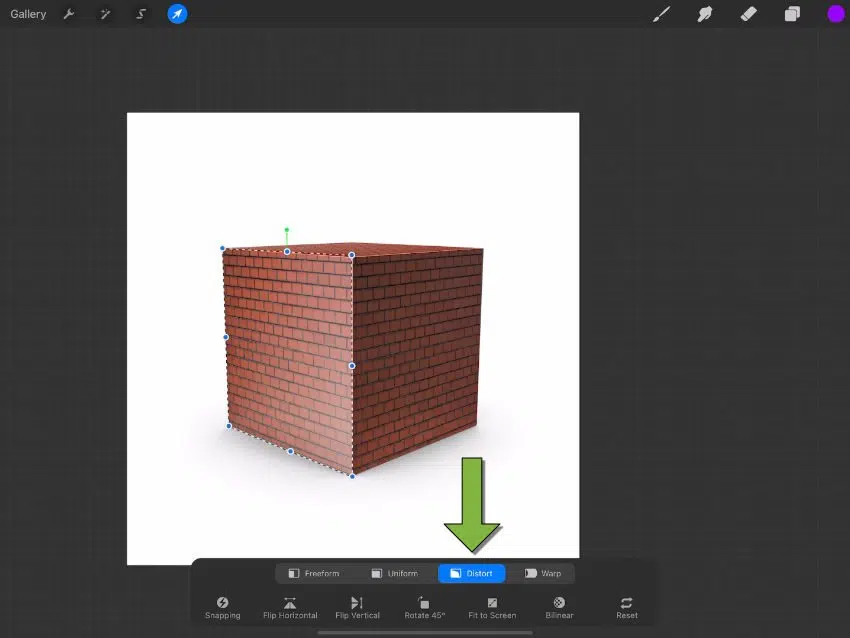 Gallery
Freeform Uniform Distort Warp
Snapping Flip Horizontal Flip Vertical Rotate 45° Fit to Screen Bilinear Reset